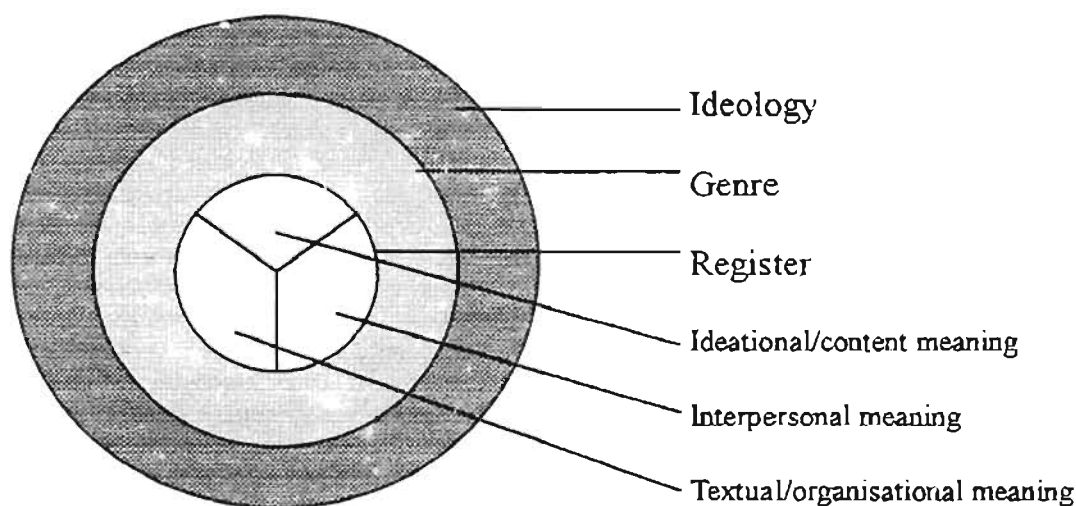 Ideology
Genre
Register
Ideational/content meaning
Interpersonal meaning
Textual/organisational meaning